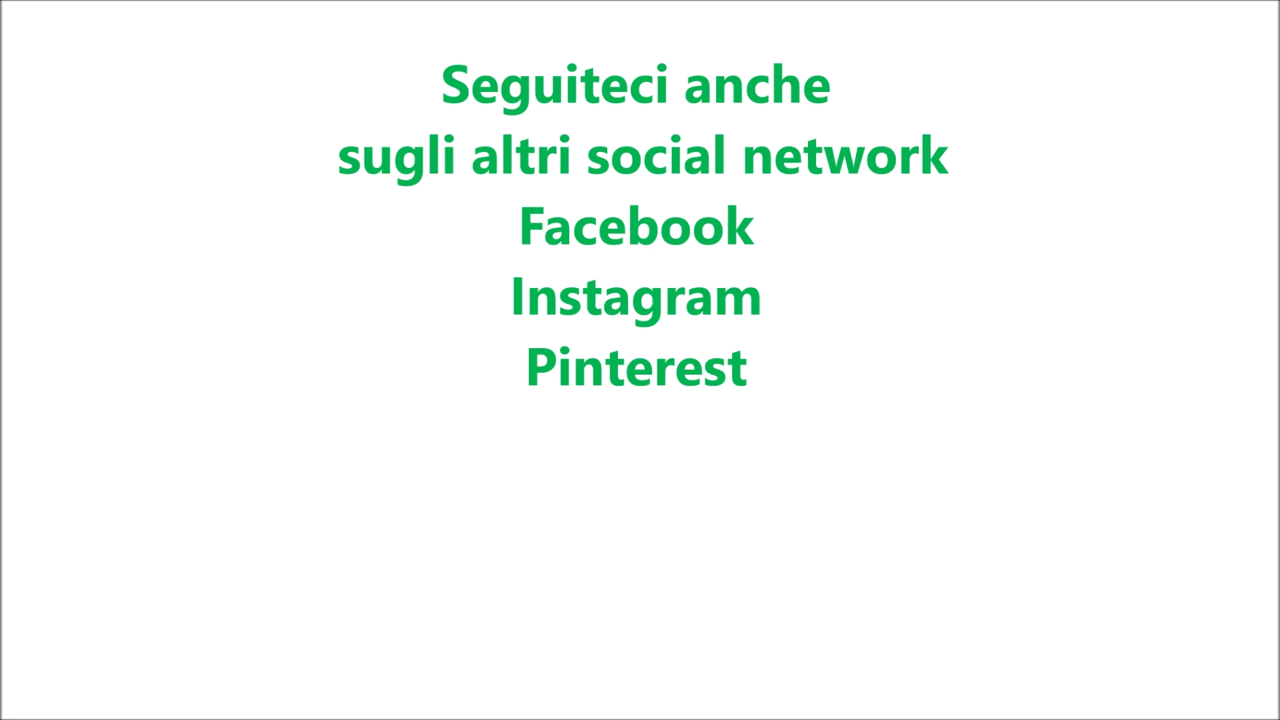 Seguiteci anche
sugli altri social network
Facebook
Instagram
Pinterest